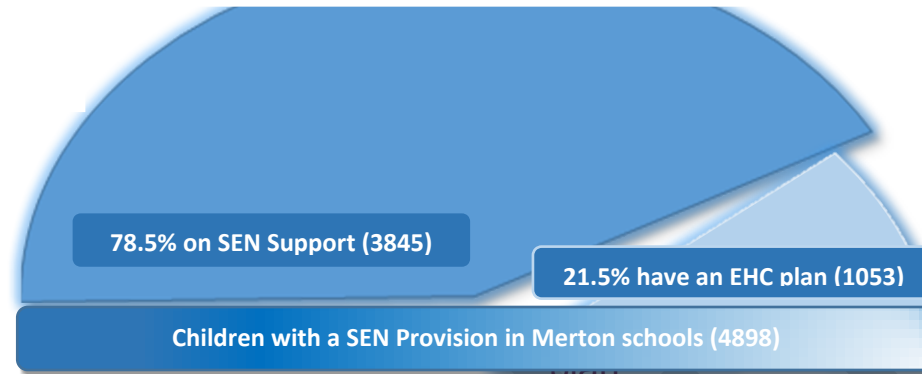 78.5% on SEN Support (3845)
21.5% have an EHC plan (1053)
Children with a SEN Provision in Merton schools (4898)